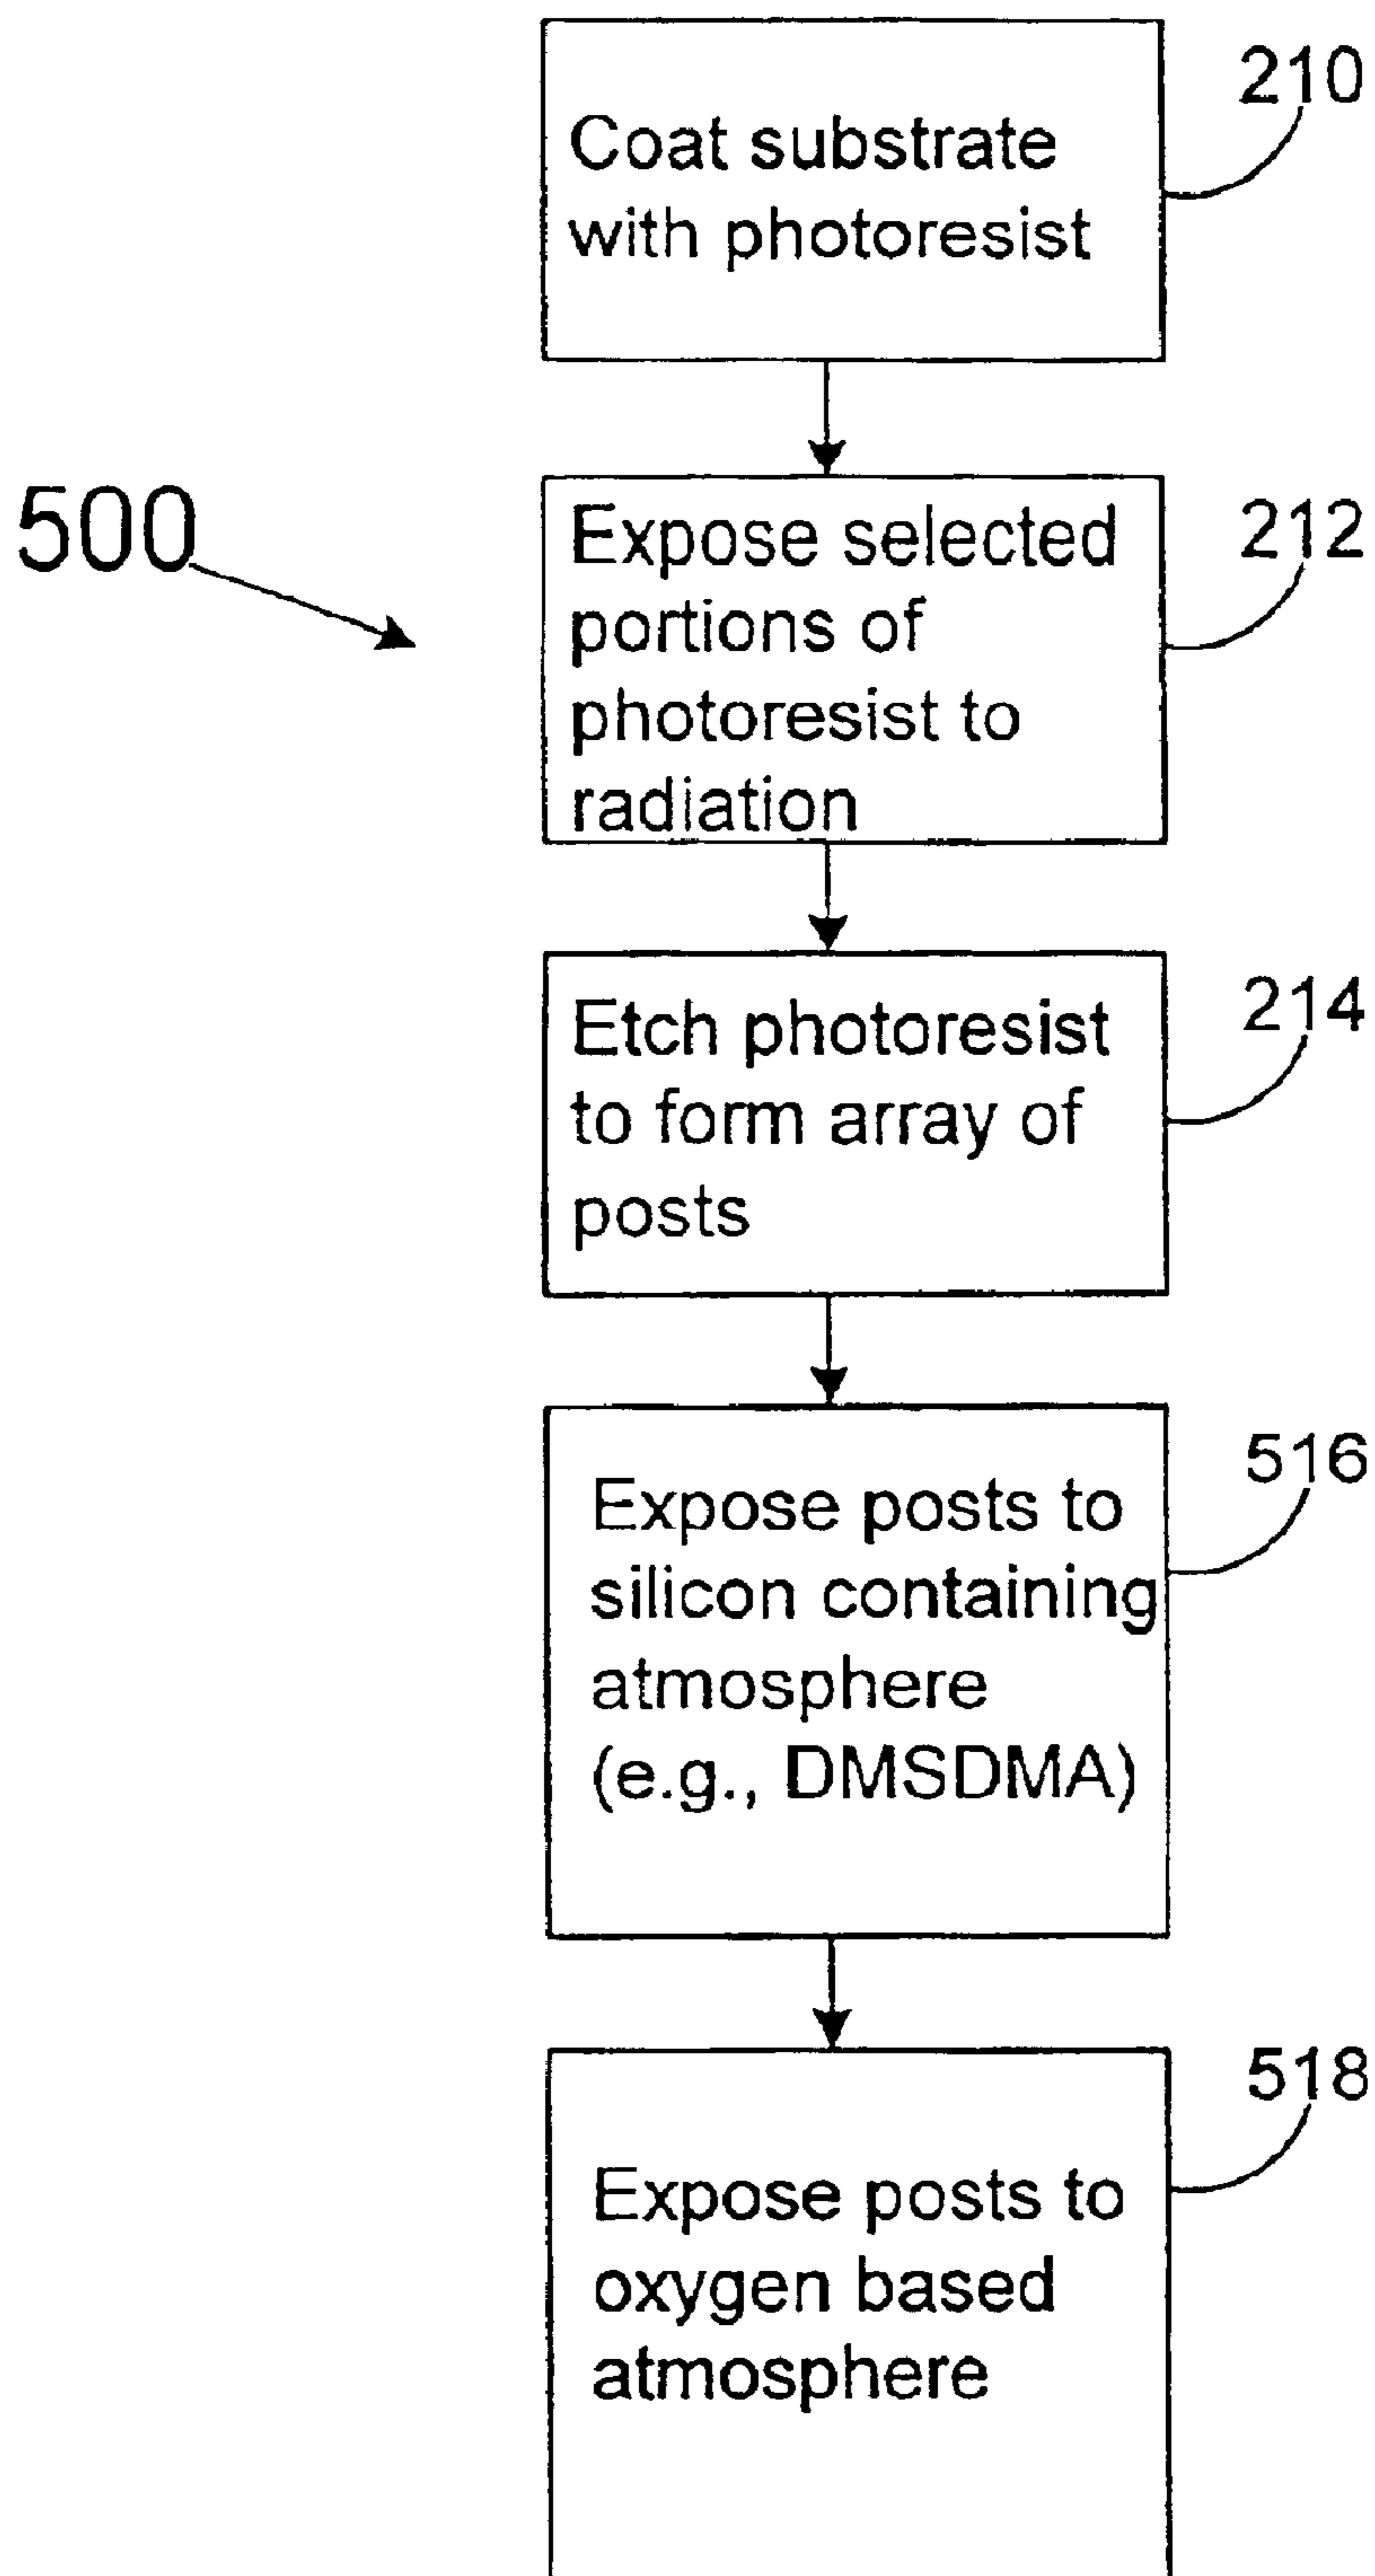 210
Coat substrate
with photoresist
500
212
Expose selected
portions of
photoresist to
radiation
214
Etch photoresist
to form array of
posts
516
Expose posts to
silicon containing
atmosphere
(e.g., DMSDMA)
518
Expose posts to
oxygen based
atmosphere